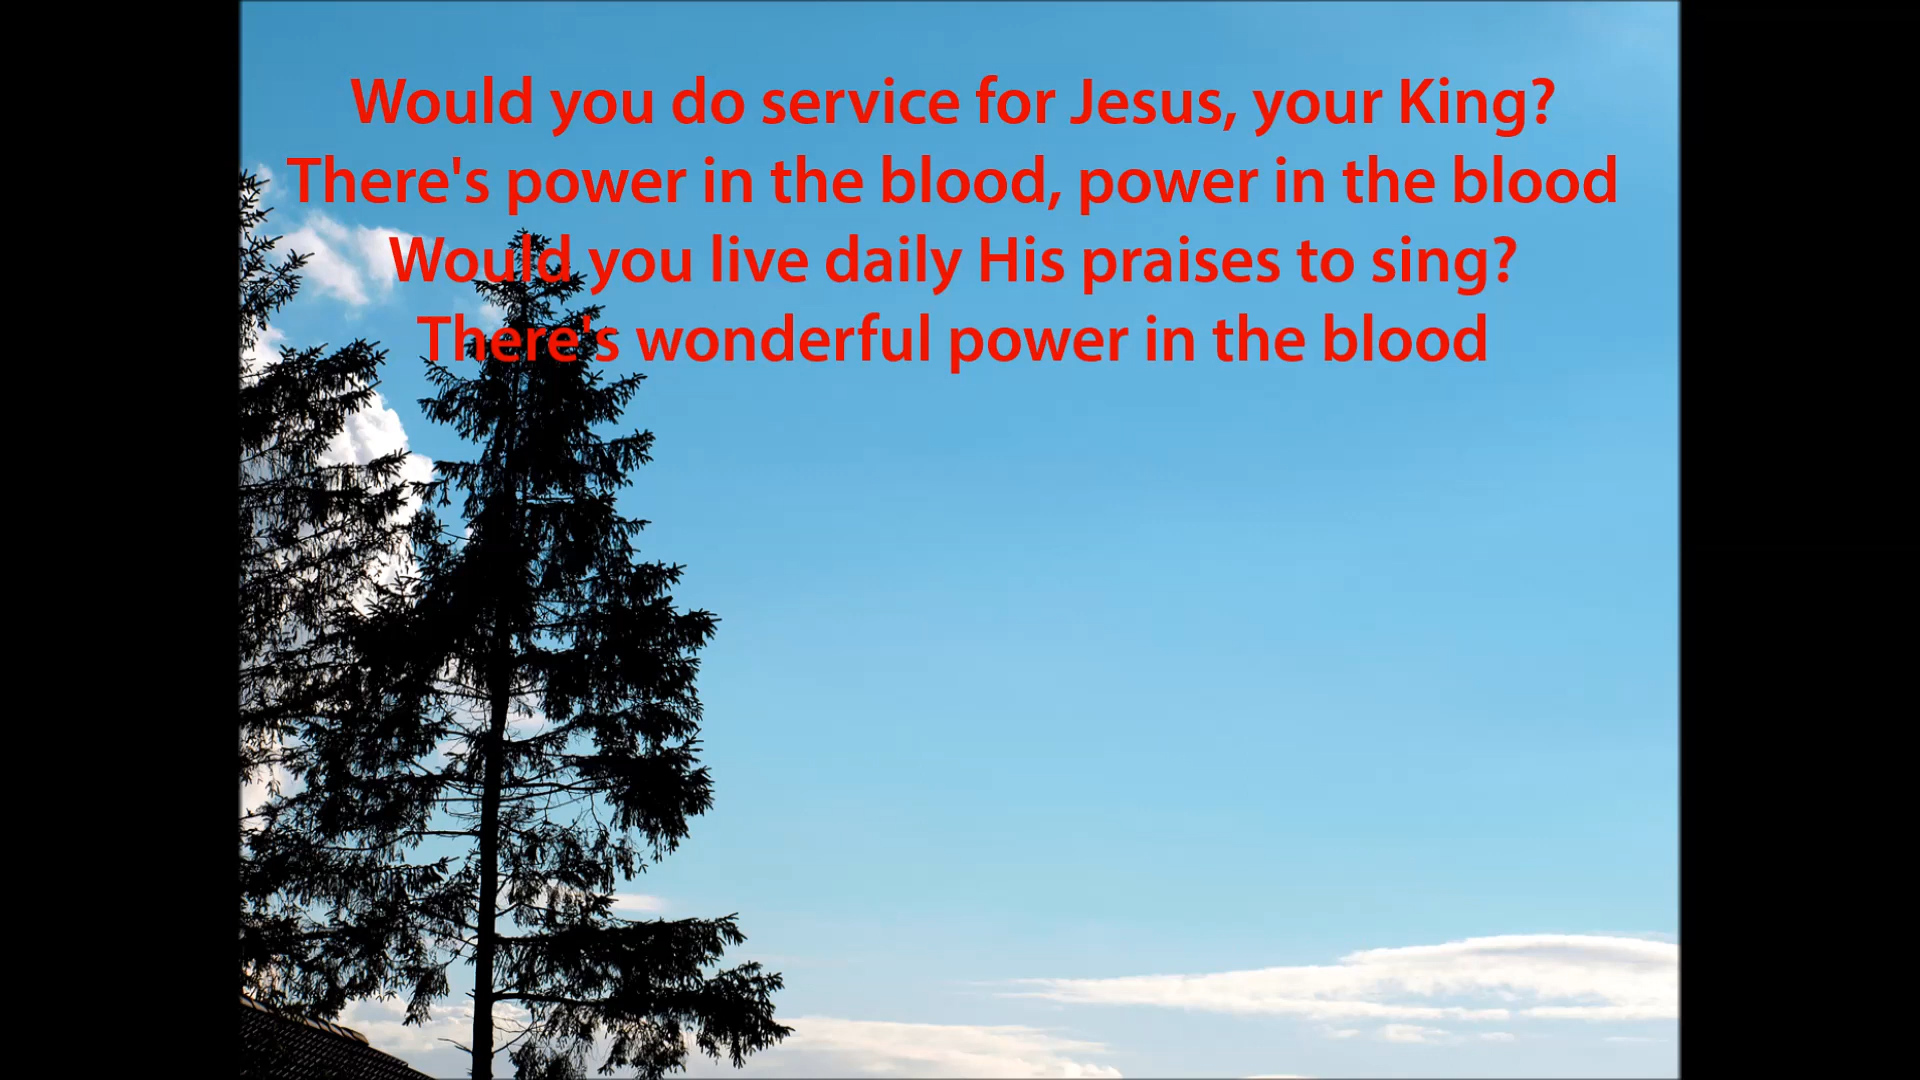 Would you do service for Jesus, your King?
There's power in the blood, power in the blood
Would you live daily His praises to sing?
There's wonderful power in the blood